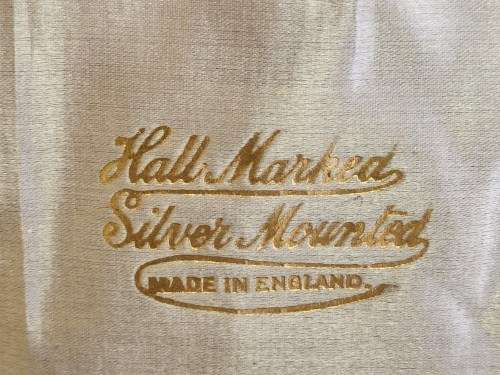 Hall Marked
Silver Mounted
MADE IN ENGLAND.